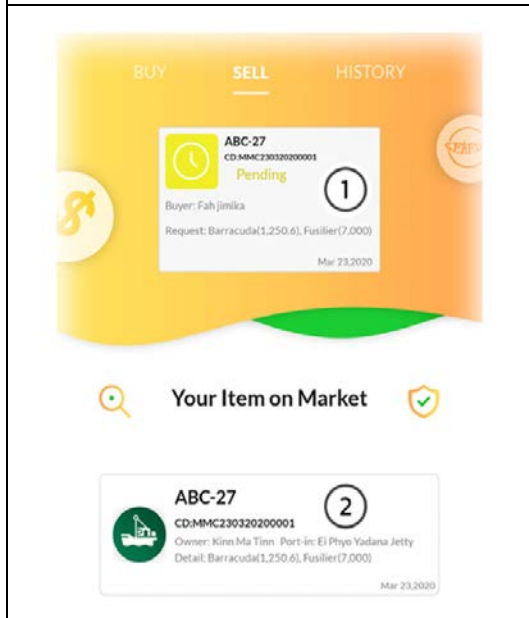 BUY SELL HISTORY
ABC-27
CD:MMC230320200001
Pending
1
Buyer: Fah jimika
Request: Barracuda(1,250.6), Fusilier(7,000)
Mar 23,2020
Your Item on Market
ABC-27
2
CD:MMC230320200001
Owner: Kinn Ma Tinn Port-in: Ei Phyo Yadana Jetty
Detail: Barracuda(1,250.6), Fusilier(7,000)
Mar 23,2020